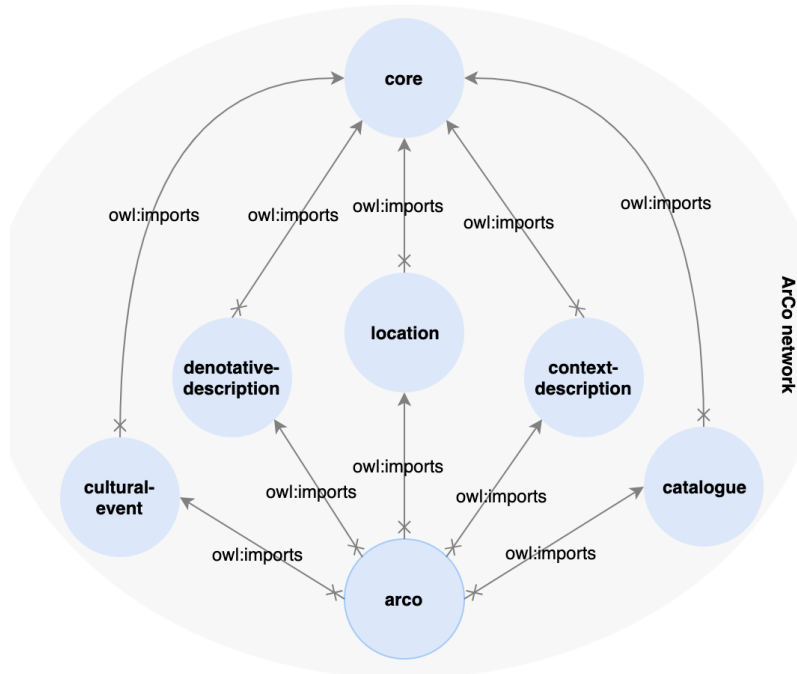 core
owl:imports
owl:imports
owl:imports
owl:imports
owl:imports
ArCo network
location
denotative-
description
context-
description
owl:imports
cultural-
event
catalogue
owl:imports
owl:imports
owl:imports
owl:imports
arco